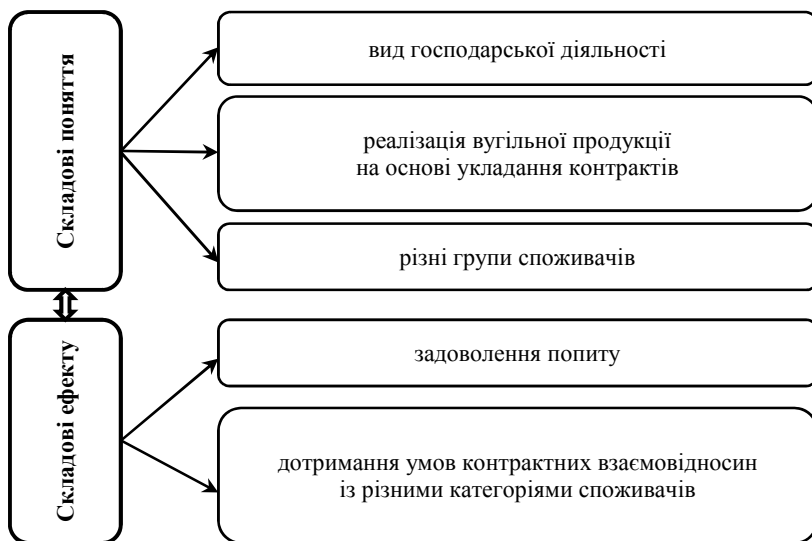 Складові поняття
вид господарської діяльності
реалізація вугільної продукції
на основі укладання контрактів
різні групи споживачів
Складові ефекту
задоволення попиту
дотримання умов контрактних взаємовідносин
із різними категоріями споживачів